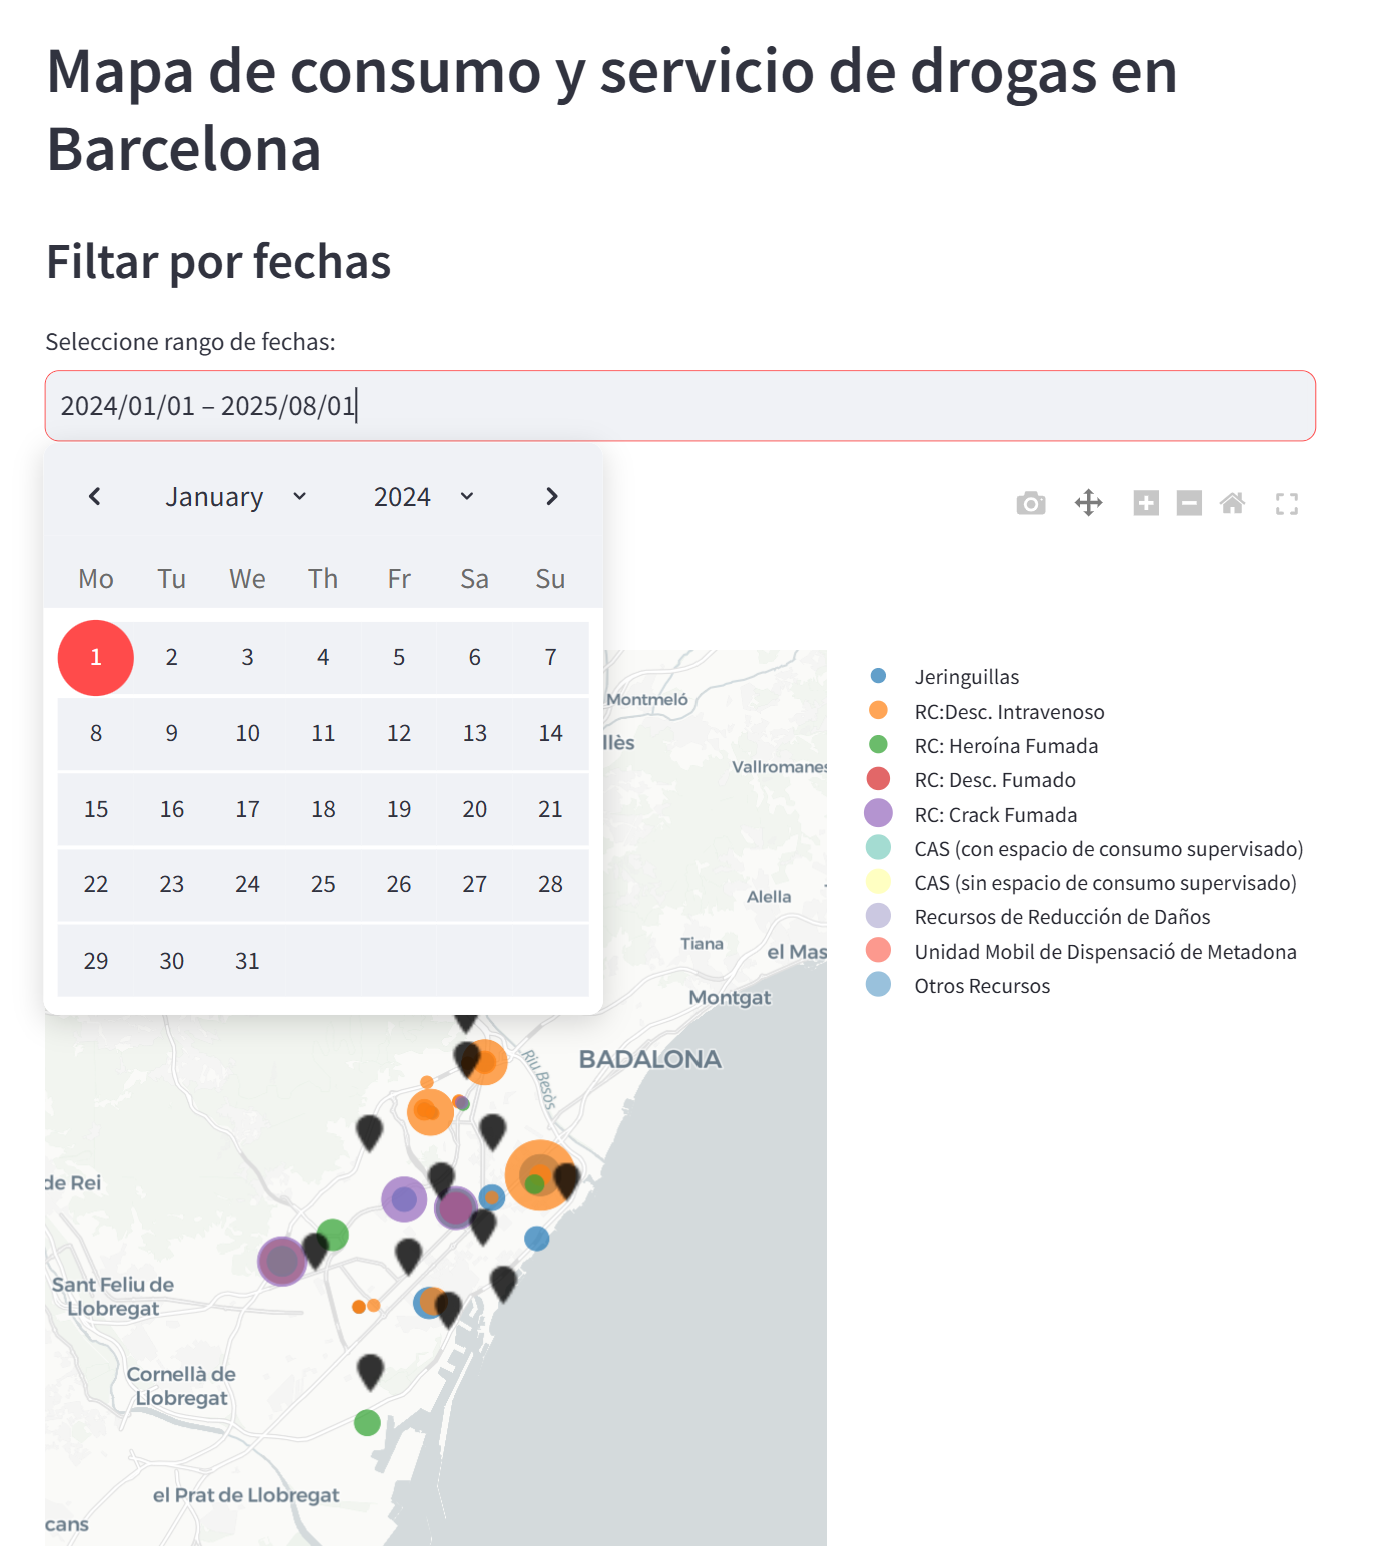 Mapa de consumo y servicio de drogas en
Barcelona
Filtar por fechas
Seleccione rango de fechas:
2024/01/01 – 2025/08/01
January 2024
Mo Tu We Th Fr Sa Su
1 2 3 4 5 6 7
8 9 10 11 12 13 14
15 16 17 18 19 20 21
22 23 24 25 26 27 28
29 30 31
Montmeló
llès
Vallromanes
Alella
Tiana
el Mas
Montgat
BADALONA
Riu Besòs
de Rei
Sant Feliu de
Llobregat
Cornellà de
Llobregat
el Prat de Llobregat
cans
Jeringuillas
RC:Desc. Intravenoso
RC: Heroína Fumada
RC: Desc. Fumado
RC: Crack Fumada
CAS (con espacio de consumo supervisado)
CAS (sin espacio de consumo supervisado)
Recursos de Reducción de Daños
Unidad Mobil de Dispensació de Metadona
Otros Recursos